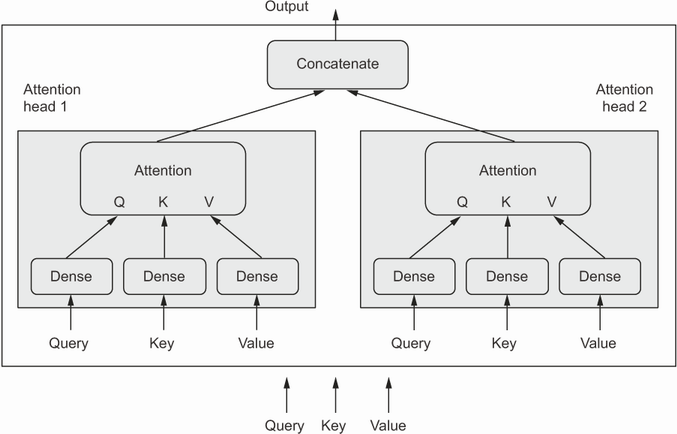 Output
Concatenate
Attention
head 1
Attention
head 2
Attention
Q K V
Attention
Q K V
Dense Dense Dense
Dense Dense Dense
Query Key Value
Query Key Value
Query Key Value